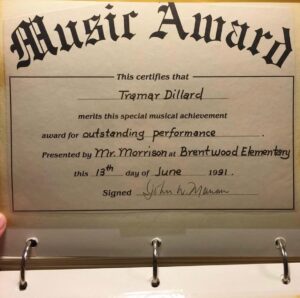 Music Award
This certifies that
Tramar Dillard
merits this special musical achievement
award for outstanding performance.
Presented by Mr. Morrison at Brentwood Elementary
this 13th day of June 1991.
Signed John W.